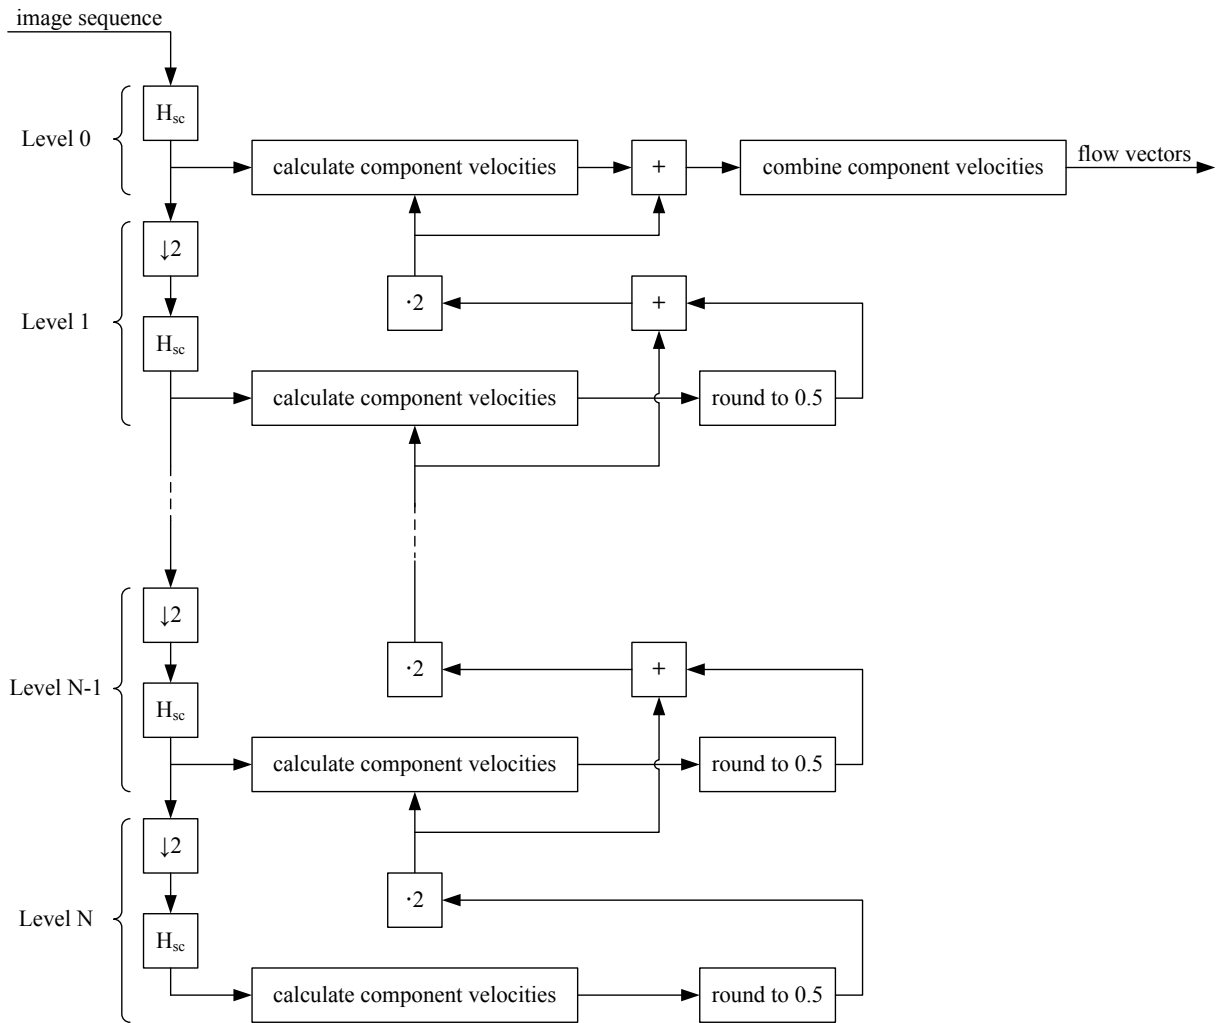 image sequence
H_sc
Level 0
calculate component velocities
+
combine component velocities
flow vectors
↓2
·2
+
Level 1
H_sc
calculate component velocities
round to 0.5
↓2
·2
+
Level N-1
H_sc
calculate component velocities
round to 0.5
↓2
·2
Level N
H_sc
calculate component velocities
round to 0.5